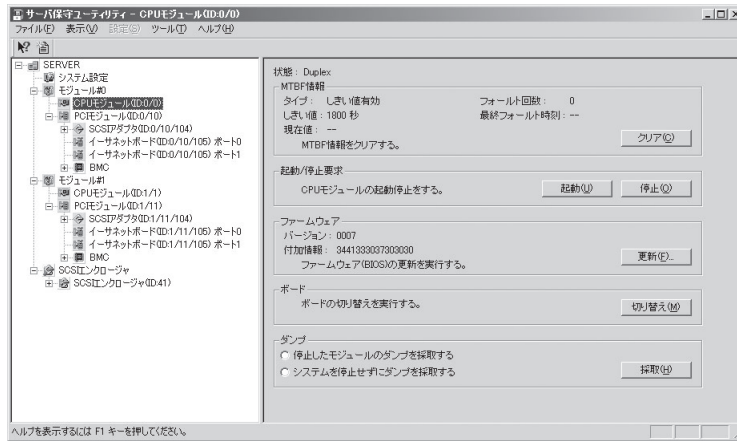 サーバ保守ユーティリティ - CPUモジュール(ID:0/0)
ファイル(F) 表示(V) 設定(S) ツール(T) ヘルプ(H)
SERVER
システム設定
モジュール#0
CPUモジュール(ID:0/0)
PCIモジュール(ID:0/10)
SCSIアダプタ(ID:0/10/104)
イーサネットボード(ID:0/10/105) ポート0
イーサネットボード(ID:0/10/105) ポート1
BMC
モジュール#1
CPUモジュール(ID:1/1)
PCIモジュール(ID:1/11)
SCSIアダプタ(ID:1/11/104)
イーサネットボード(ID:1/11/105) ポート0
イーサネットボード(ID:1/11/105) ポート1
BMC
SCSIエンクロージャ
SCSIエンクロージャ(ID:41)
状態 : Duplex
MTBF情報
タイプ : しきい値有効 フォールト回数 : 0
しきい値 : 1800 秒 最終フォールト時刻 : --
現在値 : --
MTBF情報をクリアする。 クリア(C)
起動/停止要求
CPUモジュールの起動停止をする。 起動(U) 停止(O)
ファームウェア
バージョン : 0007
付加情報 : 3441333037303030
ファームウェア(BIOS)の更新を実行する。 更新(F)...
ボード
ボードの切り替えを実行する。 切り替え(M)
ダンプ
停止したモジュールのダンプを採取する
システムを停止せずにダンプを採取する 採取(H)
ヘルプを表示するには F1 キーを押してください。